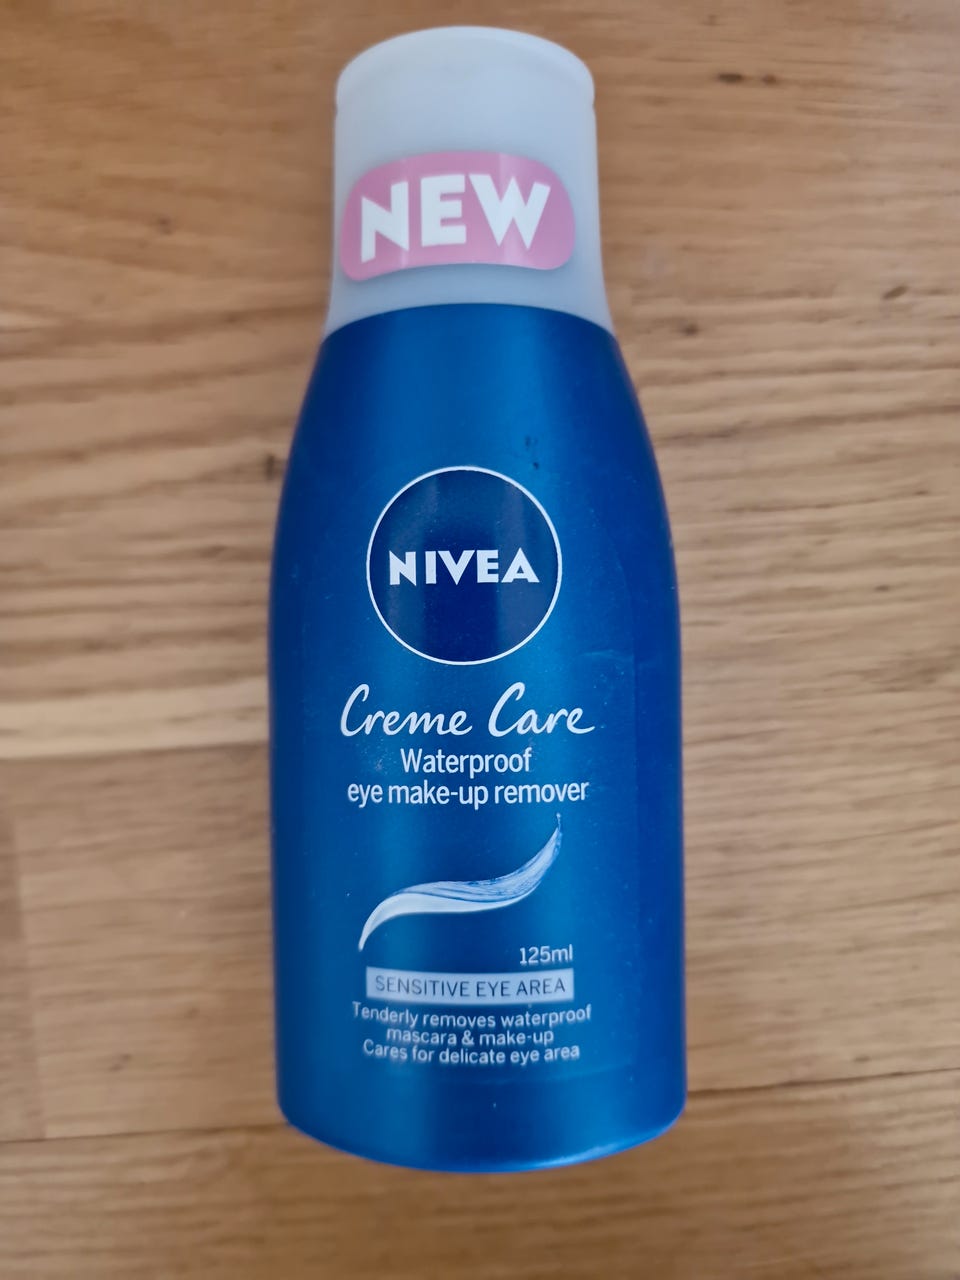 NEW
NIVEA
Creme Care
Waterproof
eye make-up remover
125ml
SENSITIVE EYE AREA
Tenderly removes waterproof
mascara & make-up
Cares for delicate eye area